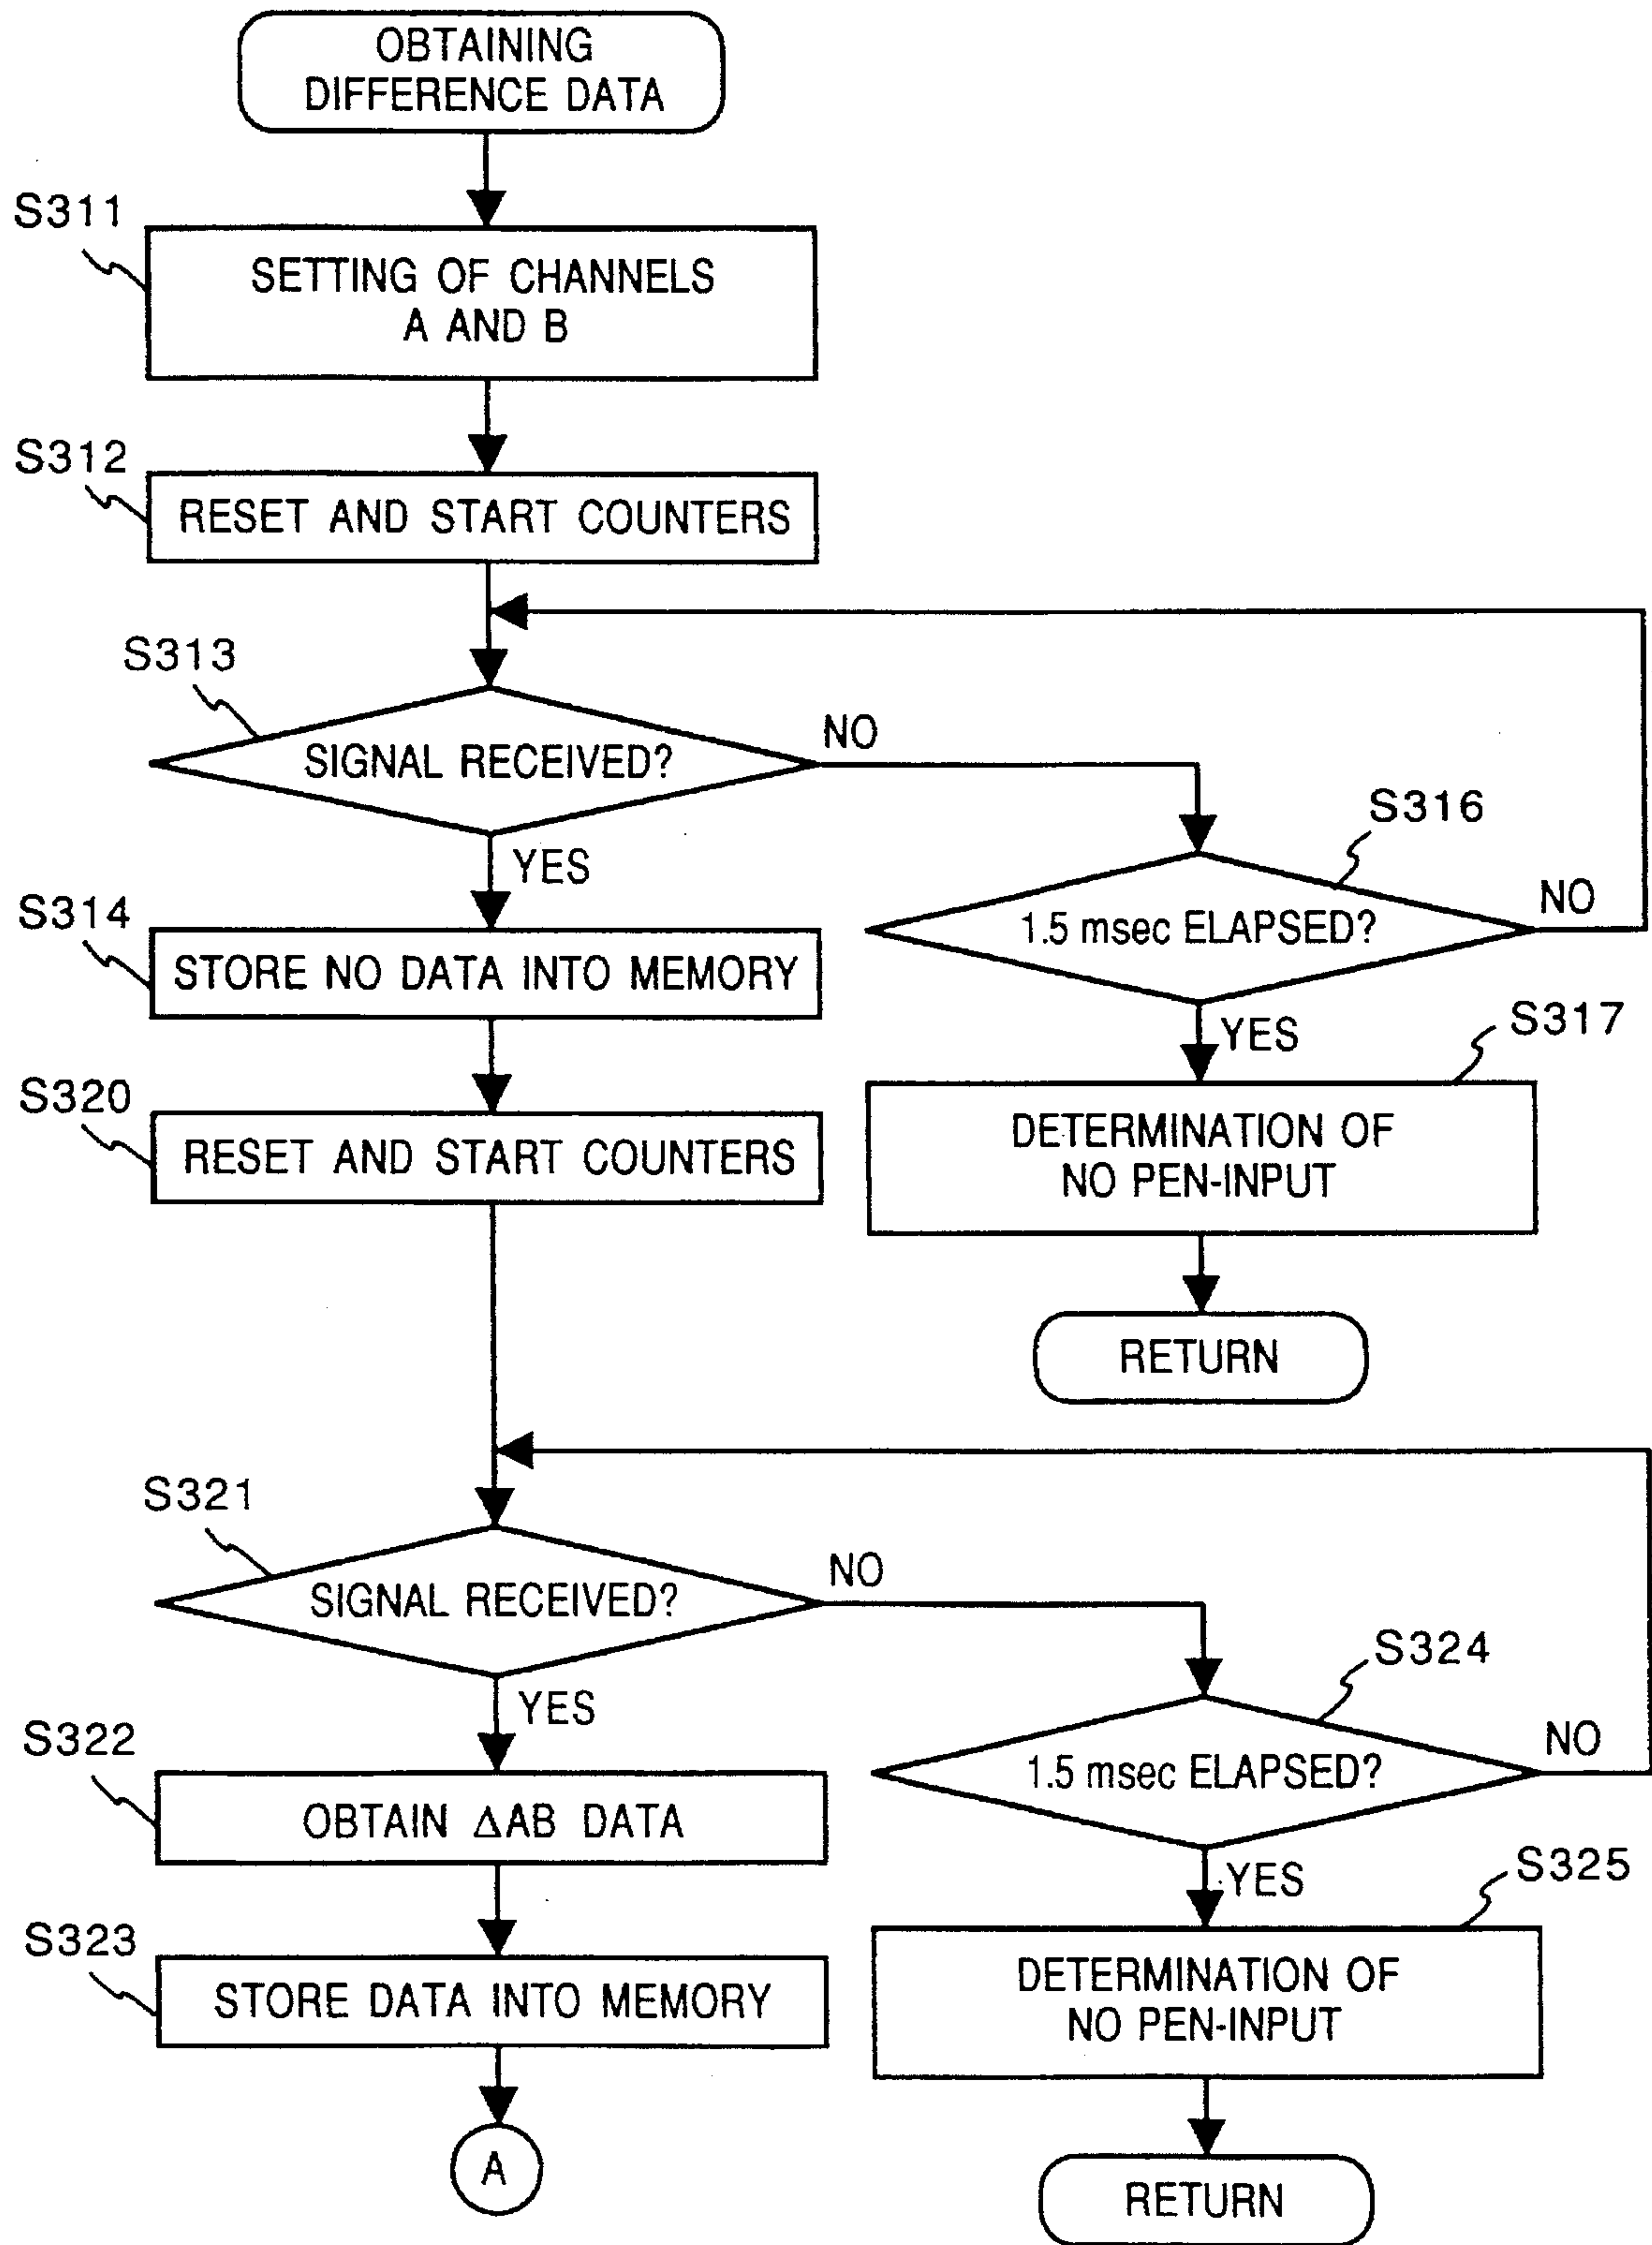 OBTAINING
DIFFERENCE DATA
S311
SETTING OF CHANNELS
A AND B
S312
RESET AND START COUNTERS
S313
SIGNAL RECEIVED?
NO
YES
S316
1.5 msec ELAPSED?
NO
YES
S314
STORE NO DATA INTO MEMORY
S317
DETERMINATION OF
NO PEN-INPUT
S320
RESET AND START COUNTERS
RETURN
S321
SIGNAL RECEIVED?
NO
YES
S324
1.5 msec ELAPSED?
NO
YES
S322
OBTAIN ΔAB DATA
S325
DETERMINATION OF
NO PEN-INPUT
S323
STORE DATA INTO MEMORY
A
RETURN